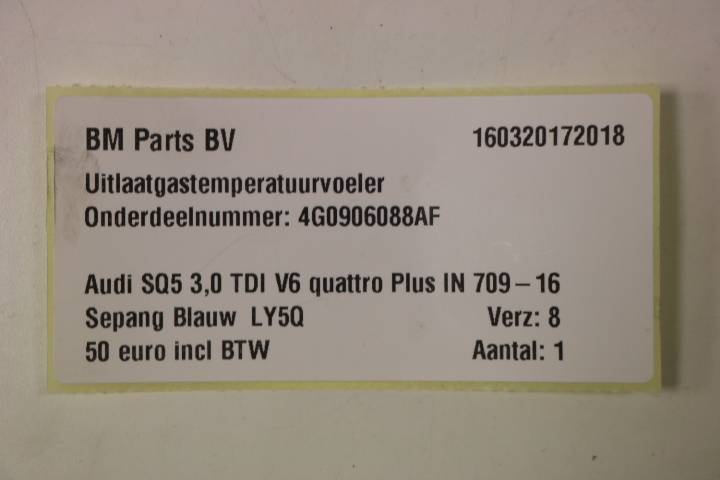 BM Parts BV 160320172018
Uitlaatgastemperatuurvoeler
Onderdeelnummer: 4G0906088AF
Audi SQ5 3,0 TDI V6 quattro Plus IN 709 – 16
Sepang Blauw LY5Q Verz: 8
50 euro incl BTW Aantal: 1